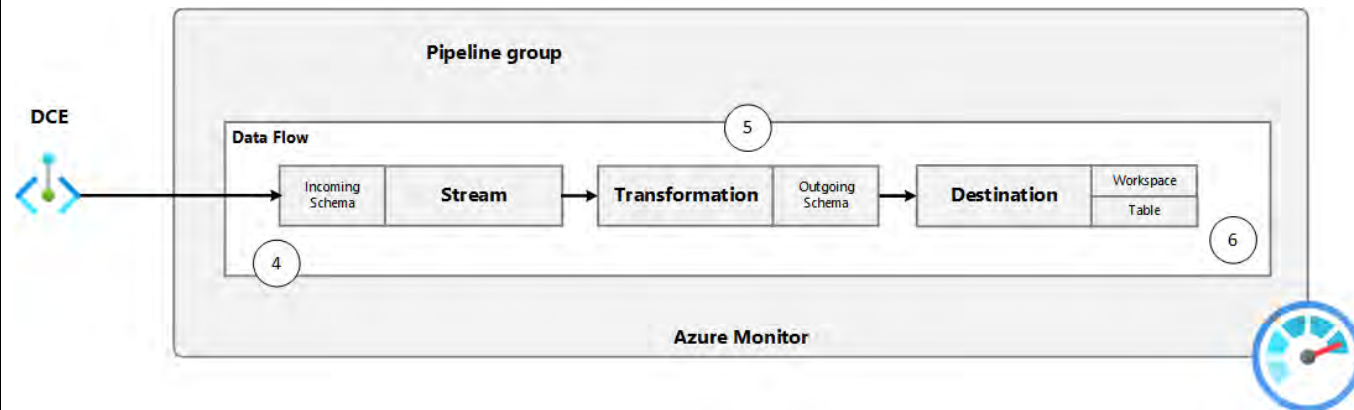 Pipeline group
DCE
5
Data Flow
Incoming
Schema
Stream
Transformation
Outgoing
Schema
Destination
Workspace
Table
4
6
Azure Monitor